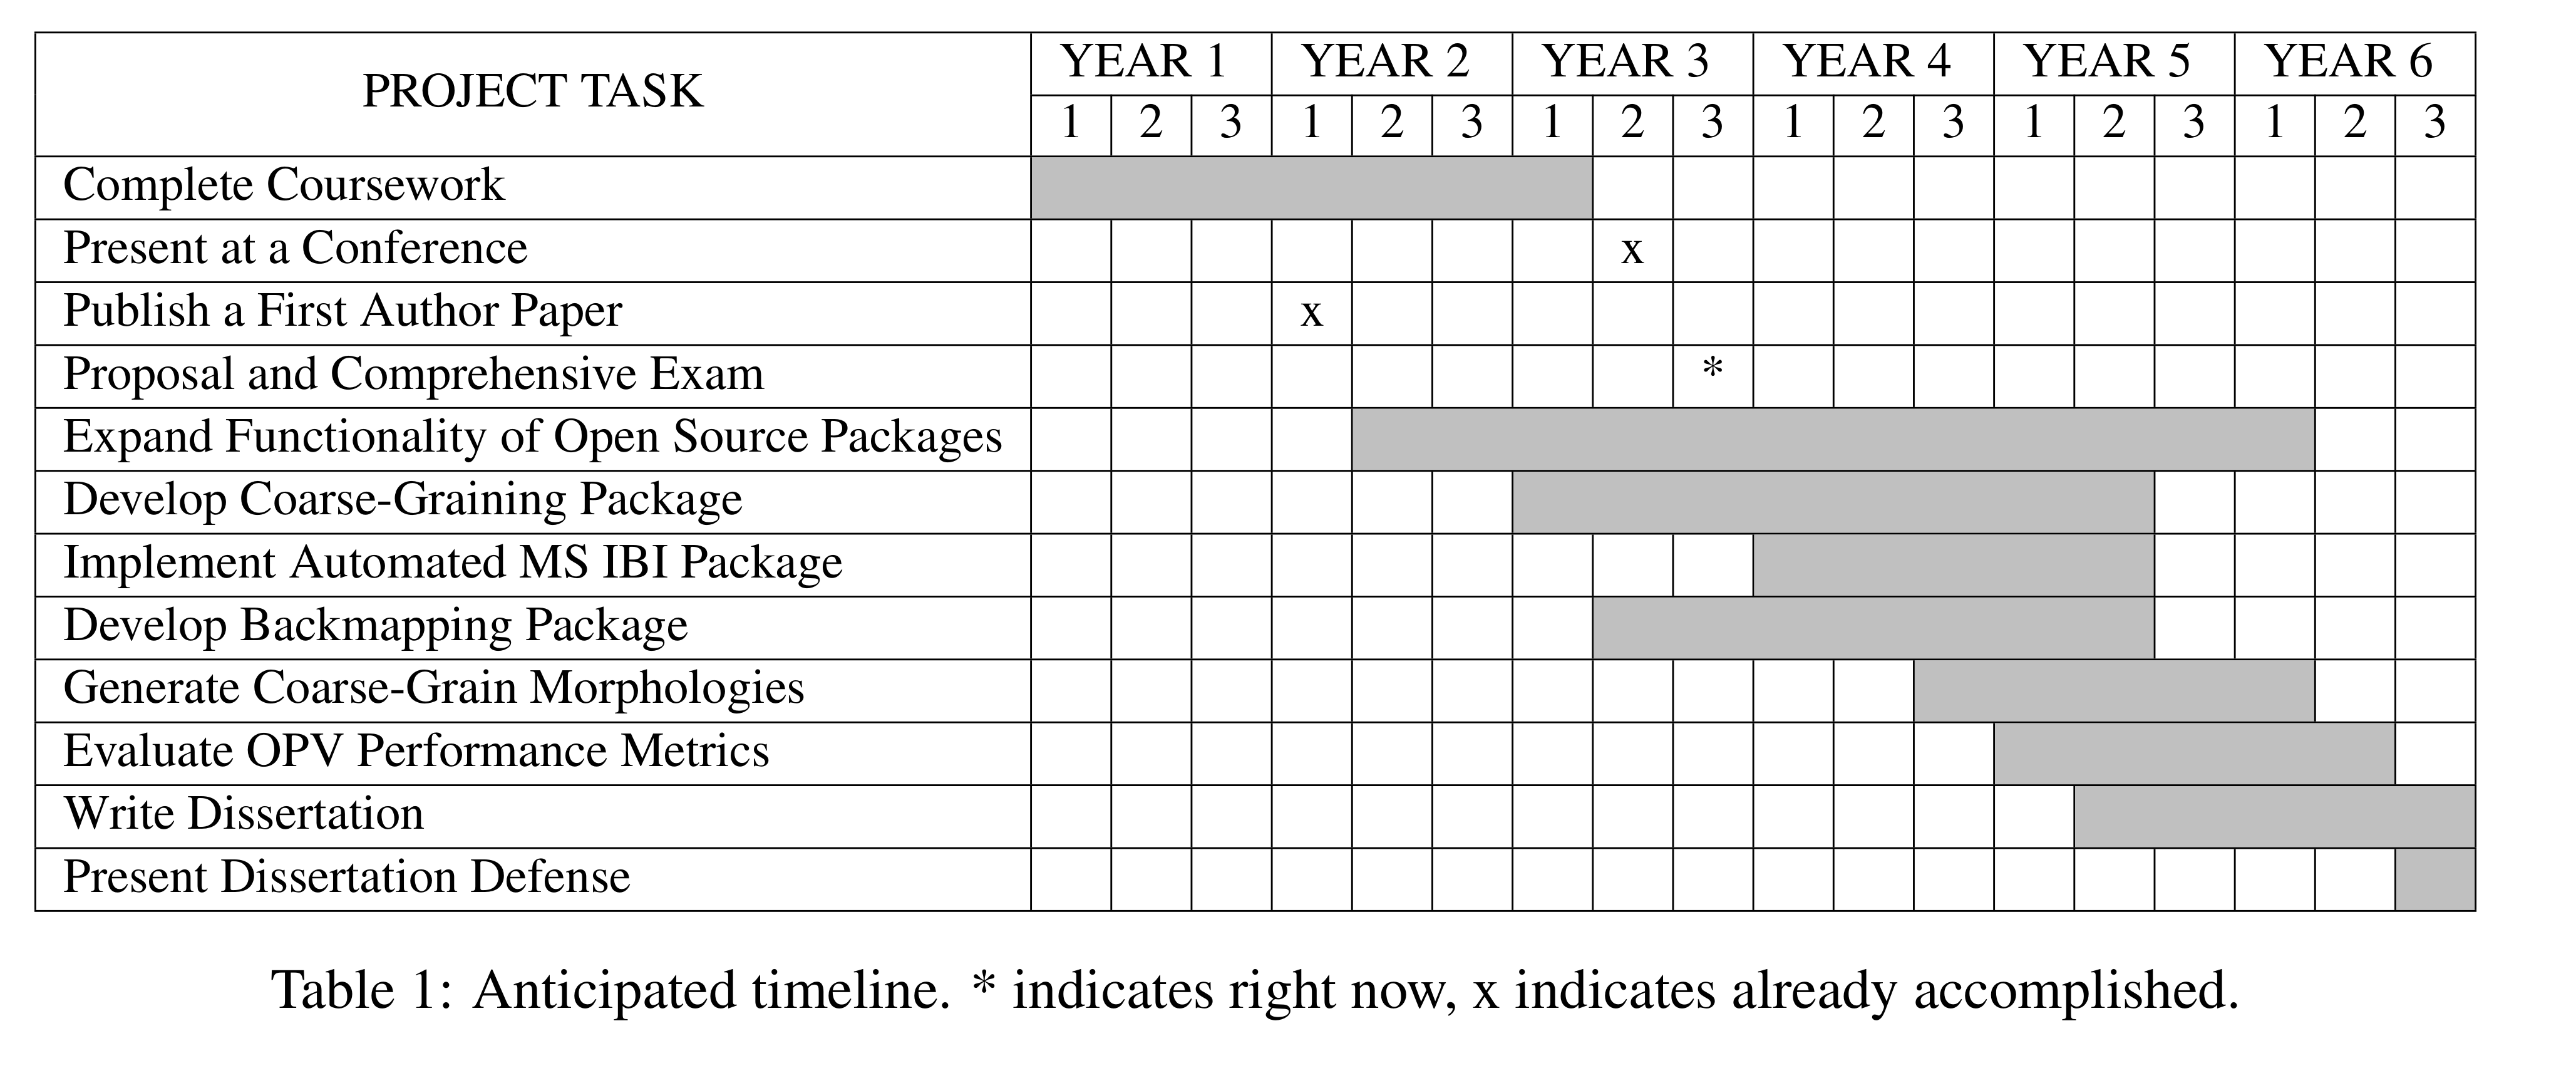 PROJECT TASK YEAR 1 YEAR 2 YEAR 3 YEAR 4 YEAR 5 YEAR 6
1 2 3 1 2 3 1 2 3 1 2 3 1 2 3 1 2 3
Complete Coursework
Present at a Conference x
Publish a First Author Paper x
Proposal and Comprehensive Exam *
Expand Functionality of Open Source Packages
Develop Coarse-Graining Package
Implement Automated MS IBI Package
Develop Backmapping Package
Generate Coarse-Grain Morphologies
Evaluate OPV Performance Metrics
Write Dissertation
Present Dissertation Defense
Table 1: Anticipated timeline. * indicates right now, x indicates already accomplished.